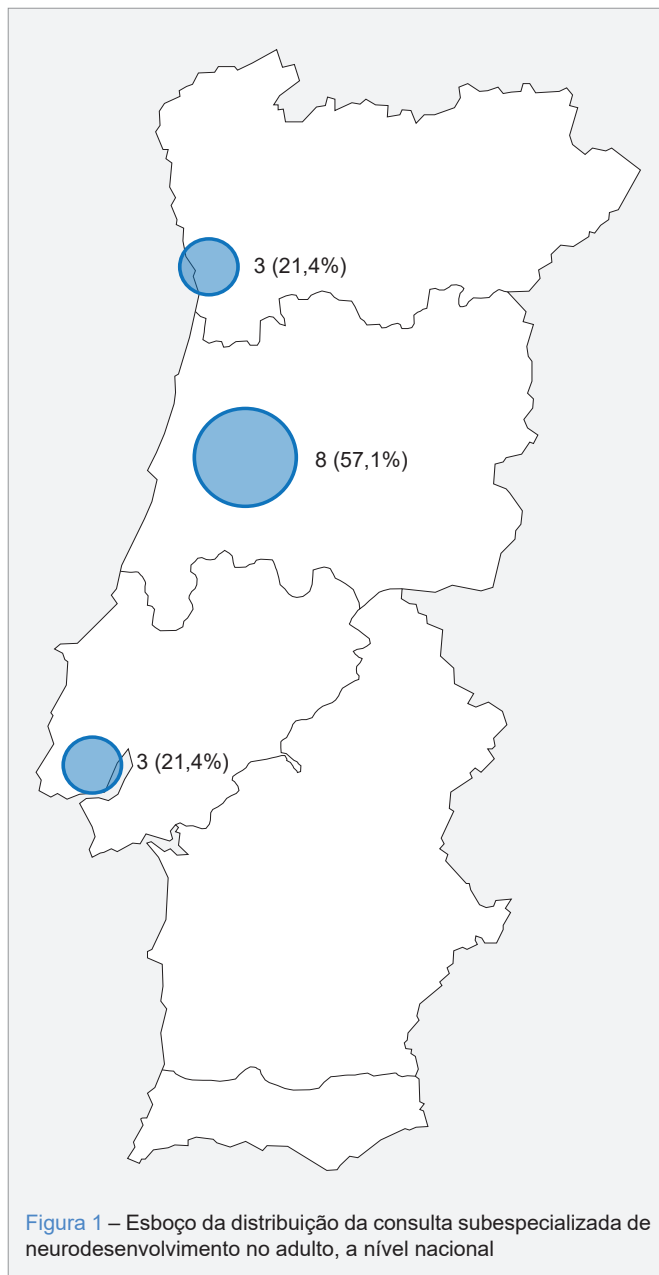 3 (21,4%)
8 (57,1%)
3 (21,4%)
Figura 1 – Esboço da distribuição da consulta subespecializada de
neurodesenvolvimento no adulto, a nível nacional